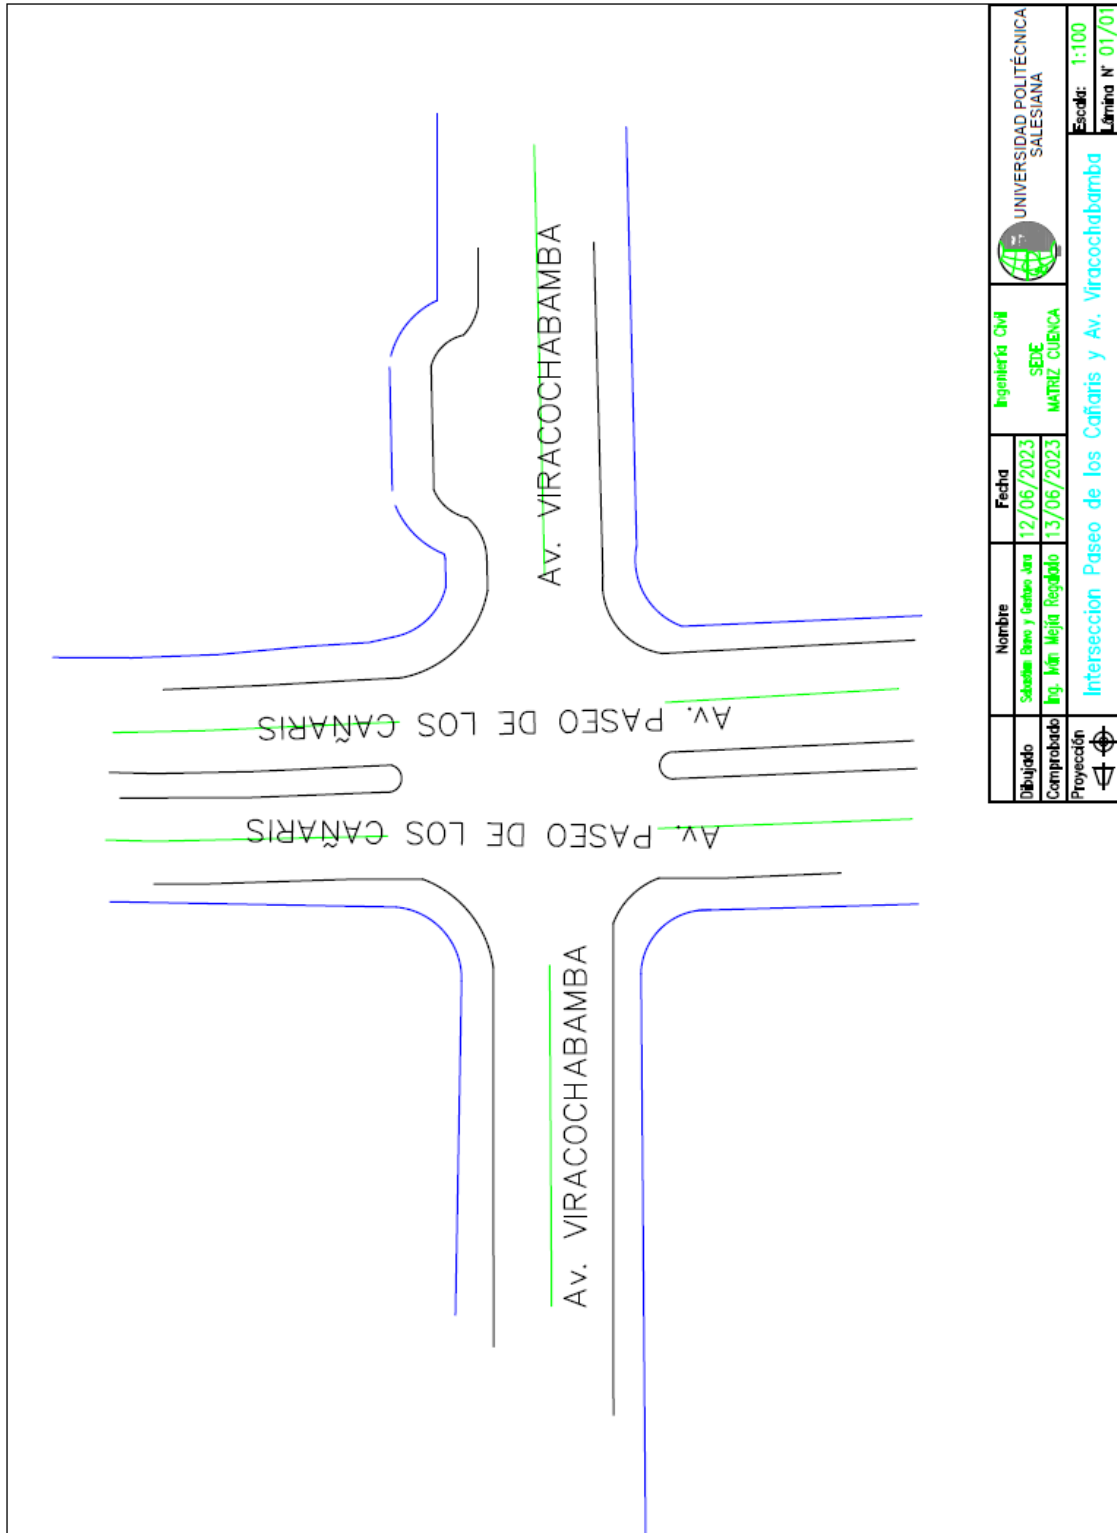 Av. VIRACOCHABAMBA
Av. PASEO DE LOS CAÑARIS
Av. PASEO DE LOS CAÑARIS
Av. VIRACOCHABAMBA
Nombre
Fecha
Ingeniería Civil
SEDE
MATRIZ CUENCA
UNIVERSIDAD POLITÉCNICA
SALESIANA
Dibujado
Sebastian Bravo y Gustavo Jara
12/06/2023
Comprobado
Ing. Iván Mejía Regalado
13/06/2023
Proyección
Interseccion Paseo de los Cañaris y Av. Viracochabamba
Escala: 1:100
Lámina N° 01/01